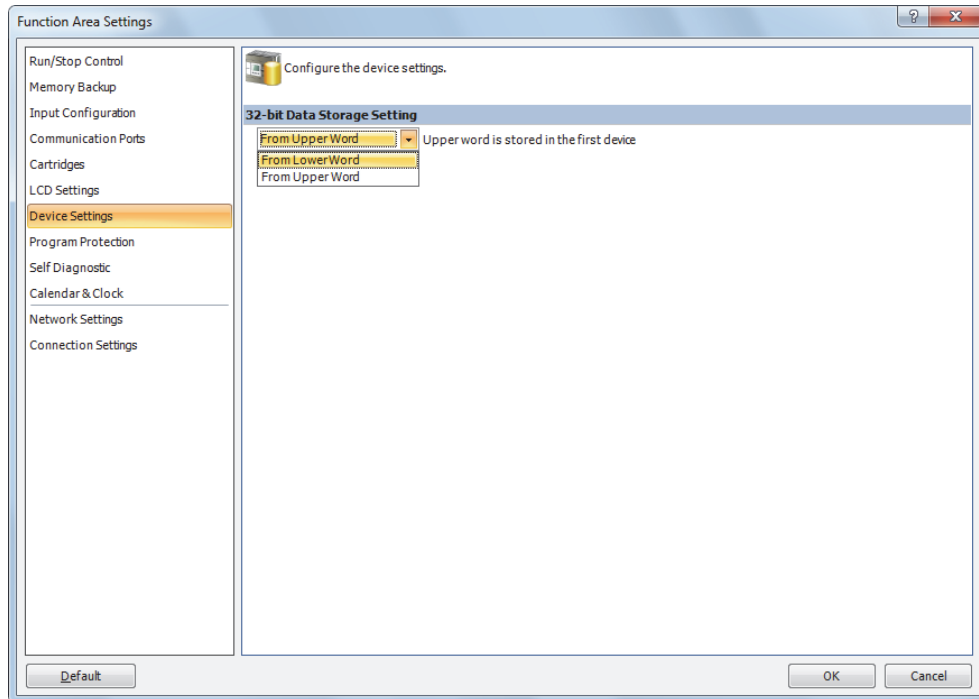 Function Area Settings
Run/Stop Control
Memory Backup
Input Configuration
Communication Ports
Cartridges
LCD Settings
Device Settings
Program Protection
Self Diagnostic
Calendar & Clock
Network Settings
Connection Settings
Configure the device settings.
32-bit Data Storage Setting
From Upper Word Upper word is stored in the first device
From Lower Word
From Upper Word
Default OK Cancel